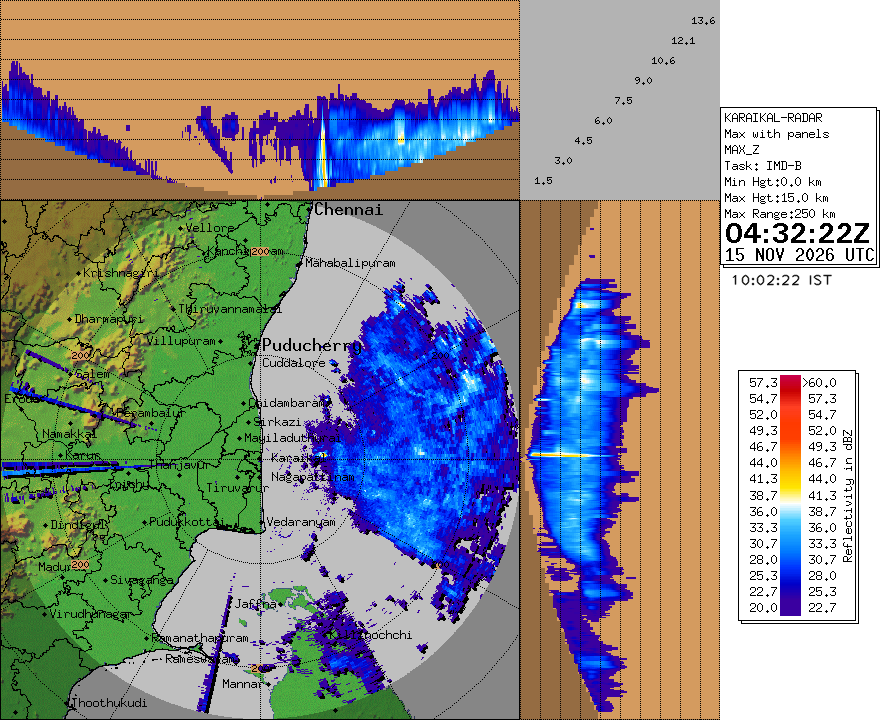 13.6
12.1
10.6
9.0
7.5
6.0
4.5
3.0
1.5
KARAIKAL-RADAR
Max with panels
MAX_Z
Task: IMD-B
Min Hgt:0.0 km
Max Hgt:15.0 km
Max Range:250 km
04:32:22Z
15 NOV 2026 UTC
10:02:22 IST
Chennai
Vellore
200
Mahabalipuram
Krishnagiri
Thiruvannamalai
Dharmapuri
Villupuram
Puducherry
200
200
Cuddalore
Salem
Erode
Perambalur
Chidambaram
Sirkazi
Namakkal
Mayiladuthurai
Karur
Karaikal
Thanjavur
Nagapattinam
Tiruvarur
Dindigul
Pudukkottai
Vedaranyam
200
Madurai
Sivaganga
Jaffna
Virudhunagar
Kilinochchi
Ramanathapuram
Rameswaram
Mannar
Thoothukudi
57.3 >60.0
54.7 57.3
52.0 54.7
49.3 52.0
46.7 49.3
44.0 46.7
41.3 44.0
38.7 41.3
36.0 38.7
33.3 36.0
30.7 33.3
28.0 30.7
25.3 28.0
22.7 25.3
20.0 22.7
Reflectivity in dBZ